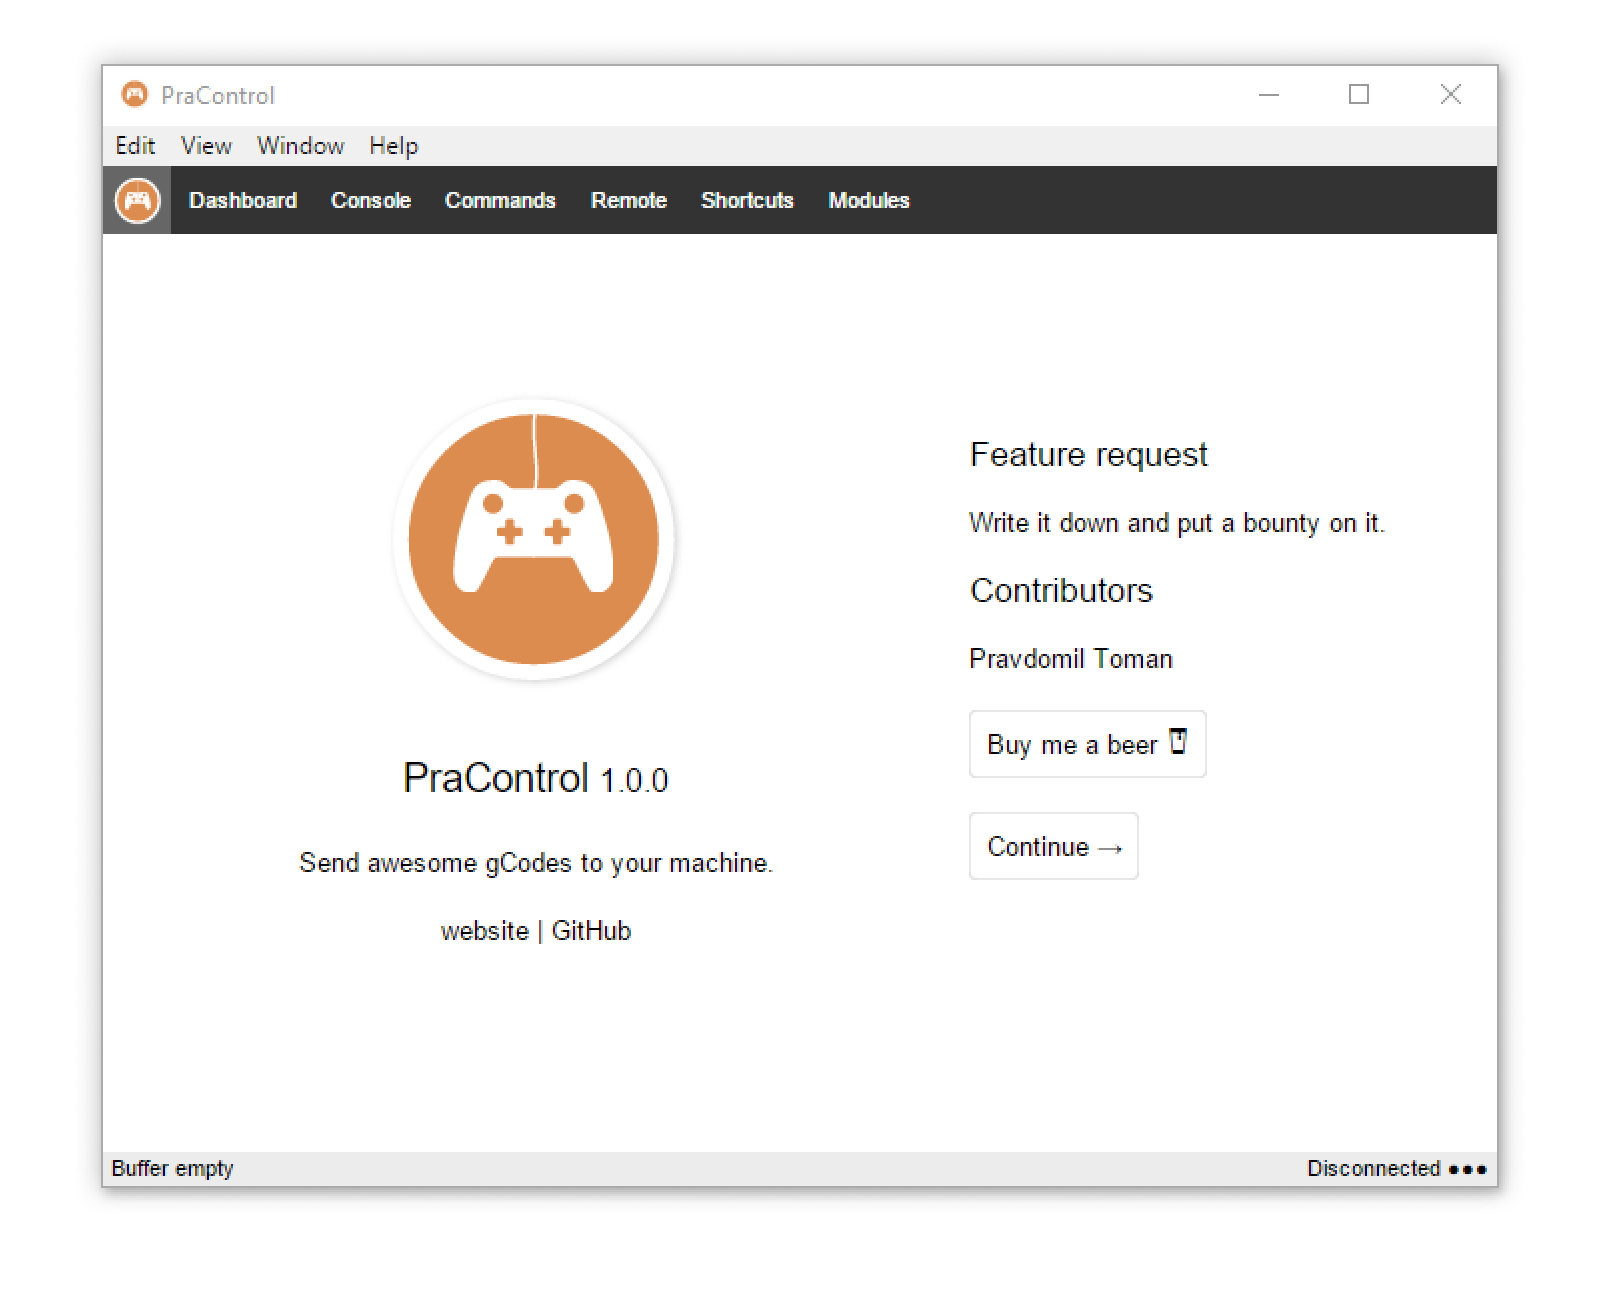 PraControl
Edit View Window Help
Dashboard Console Commands Remote Shortcuts Modules
PraControl 1.0.0
Send awesome gCodes to your machine.
website | GitHub
Feature request
Write it down and put a bounty on it.
Contributors
Pravdomil Toman
Buy me a beer
Continue →
Buffer empty
Disconnected ●●●